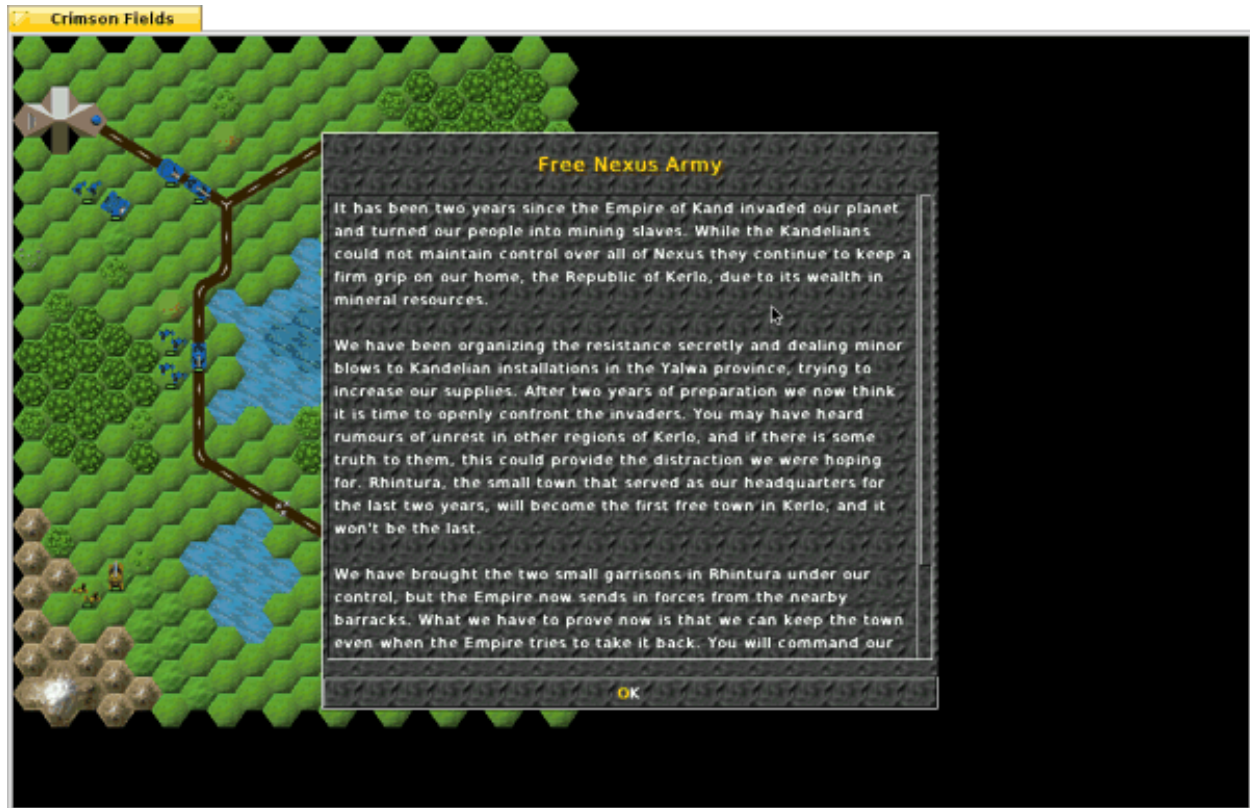 Crimson Fields
Free Nexus Army
It has been two years since the Empire of Kand invaded our planet
and turned our people into mining slaves. While the Kandelians
could not maintain control over all of Nexus they continue to keep a
firm grip on our home, the Republic of Kerlo, due to its wealth in
mineral resources.
We have been organizing the resistance secretly and dealing minor
blows to Kandelian installations in the Yalwa province, trying to
increase our supplies. After two years of preparation we now think
it is time to openly confront the invaders. You may have heard
rumours of unrest in other regions of Kerlo, and if there is some
truth to them, this could provide the distraction we were hoping
for. Rhintura, the small town that served as our headquarters for
the last two years, will become the first free town in Kerlo, and it
won't be the last.
We have brought the two small garrisons in Rhintura under our
control, but the Empire now sends in forces from the nearby
barracks. What we have to prove now is that we can keep the town
even when the Empire tries to take it back. You will command our
OK